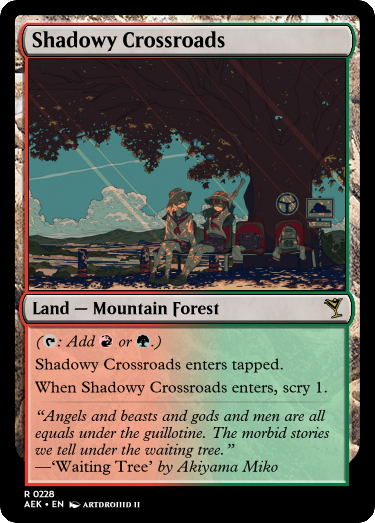 Shadowy Crossroads
Land — Mountain Forest
(: Add  or .)
Shadowy Crossroads enters tapped.
When Shadowy Crossroads enters, scry 1.
“Angels and beasts and gods and men are all
equals under the guillotine. The morbid stories
we tell under the waiting tree.”
—‘Waiting Tree’ by Akiyama Miko
R 0228
AEK • EN ARTDROIID II